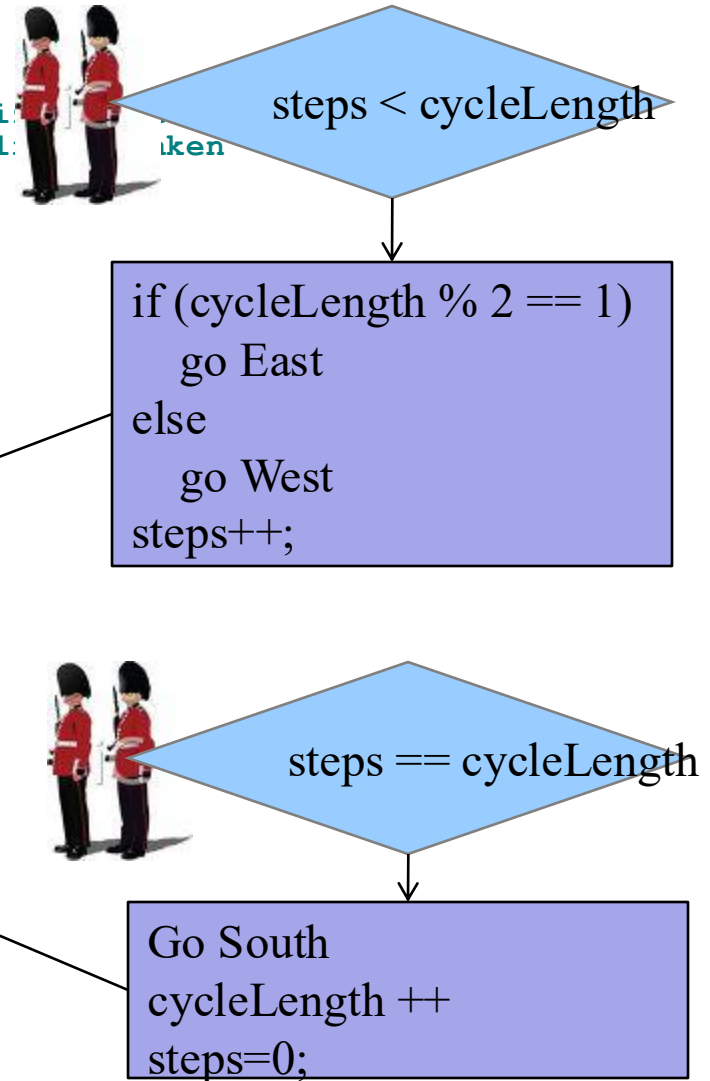 steps < cycleLength
if (cycleLength % 2 == 1)
go East
else
go West
steps++;
steps == cycleLength
Go South
cycleLength ++
steps=0;